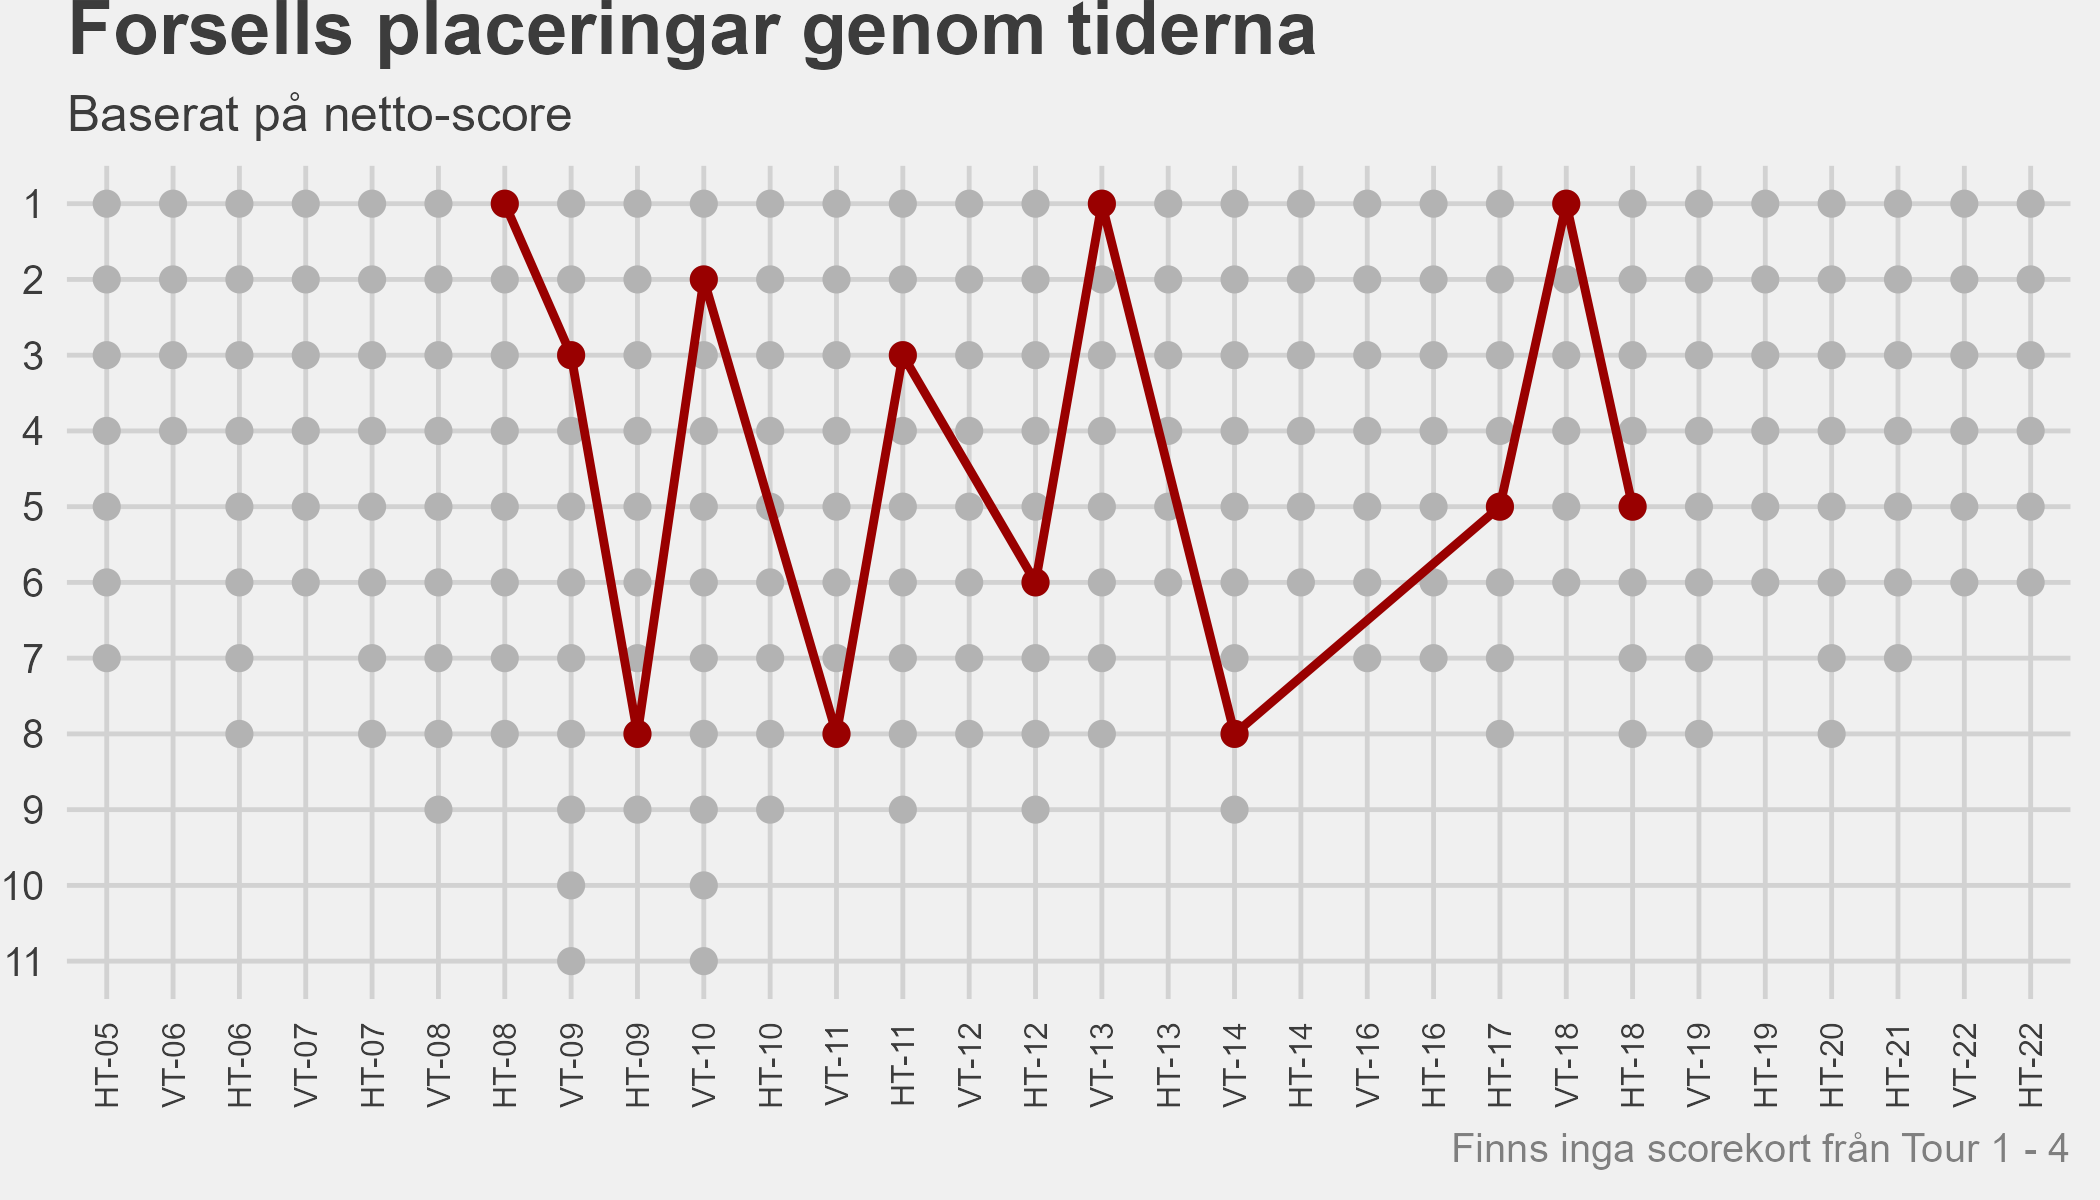 Forsells placeringar genom tiderna
Baserat på netto-score
1
2
3
4
5
6
7
8
9
10
11
HT-05
VT-06
HT-06
VT-07
HT-07
VT-08
HT-08
VT-09
HT-09
VT-10
HT-10
VT-11
HT-11
VT-12
HT-12
VT-13
HT-13
VT-14
HT-14
VT-16
HT-16
HT-17
VT-18
HT-18
VT-19
HT-19
HT-20
HT-21
VT-22
HT-22
Finns inga scorekort från Tour 1 - 4